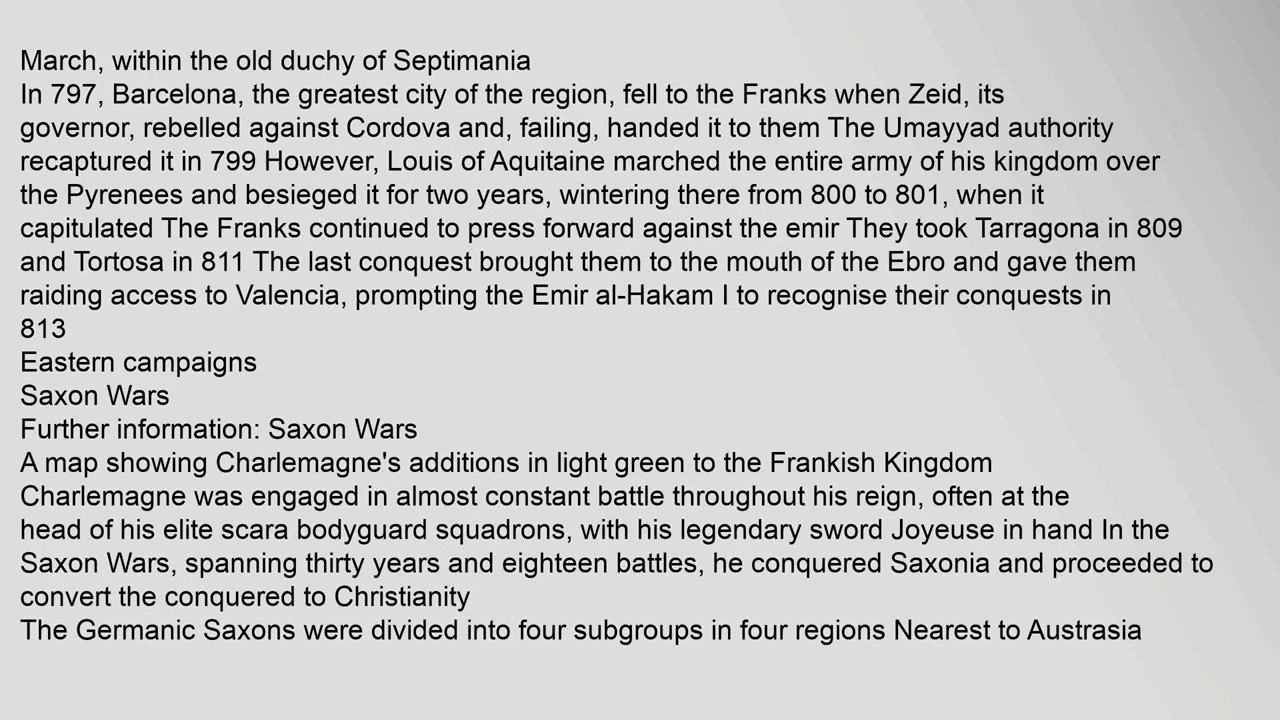 March, within the old duchy of Septimania
In 797, Barcelona, the greatest city of the region, fell to the Franks when Zeid, its
governor, rebelled against Cordova and, failing, handed it to them The Umayyad authority
recaptured it in 799 However, Louis of Aquitaine marched the entire army of his kingdom over
the Pyrenees and besieged it for two years, wintering there from 800 to 801, when it
capitulated The Franks continued to press forward against the emir They took Tarragona in 809
and Tortosa in 811 The last conquest brought them to the mouth of the Ebro and gave them
raiding access to Valencia, prompting the Emir al-Hakam I to recognise their conquests in
813
Eastern campaigns
Saxon Wars
Further information: Saxon Wars
A map showing Charlemagne's additions in light green to the Frankish Kingdom
Charlemagne was engaged in almost constant battle throughout his reign, often at the
head of his elite scara bodyguard squadrons, with his legendary sword Joyeuse in hand In the
Saxon Wars, spanning thirty years and eighteen battles, he conquered Saxonia and proceeded to
convert the conquered to Christianity
The Germanic Saxons were divided into four subgroups in four regions Nearest to Austrasia